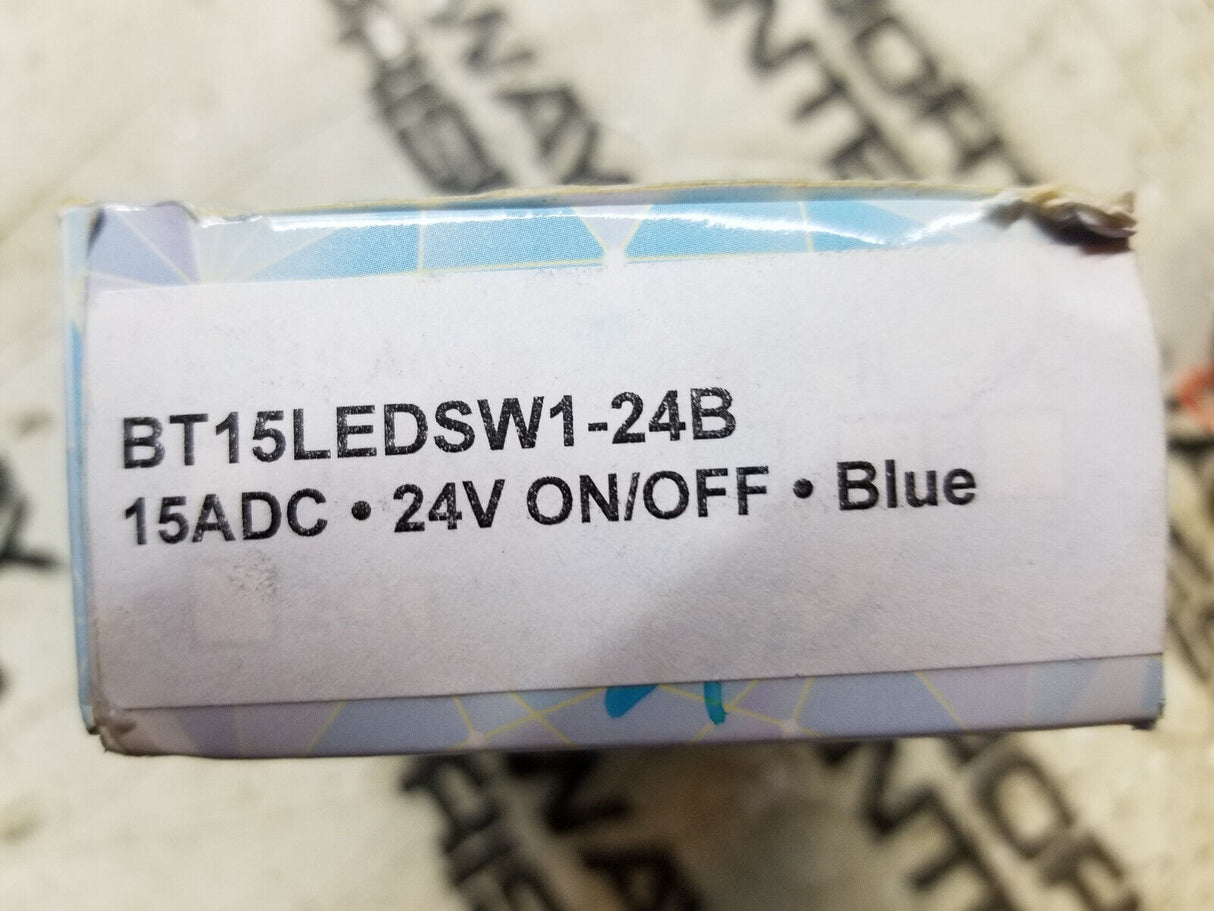 BT15LEDSW1-24B
15ADC • 24V ON/OFF • Blue